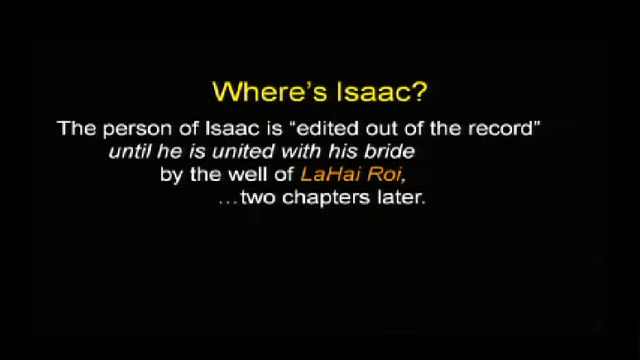 Where's Isaac?
The person of Isaac is “edited out of the record”
until he is united with his bride
by the well of LaHai Roi,
…two chapters later.